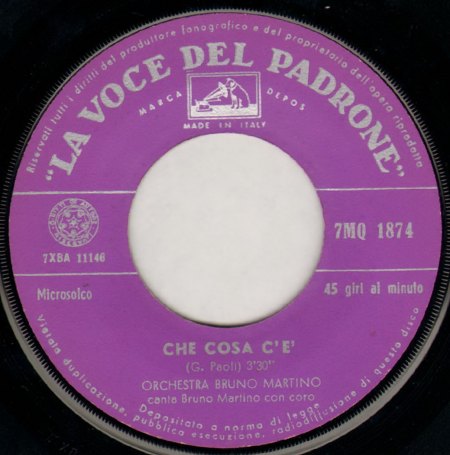 Riservati tutti i diritti del produttore fonografico e del proprietario dell'opera riprodotta
"LA VOCE DEL PADRONE"
MARCA DEPOS
MADE IN ITALY
7MQ 1874
7XBA 11146
Microsolco
45 giri al minuto
CHE COSA C'E'
(G. Paoli) 3'30"
ORCHESTRA BRUNO MARTINO
canta Bruno Martino con coro
Depositato a norma di legge
Vietata duplicazione, pubblica esecuzione, radiodiffusione di questo disco